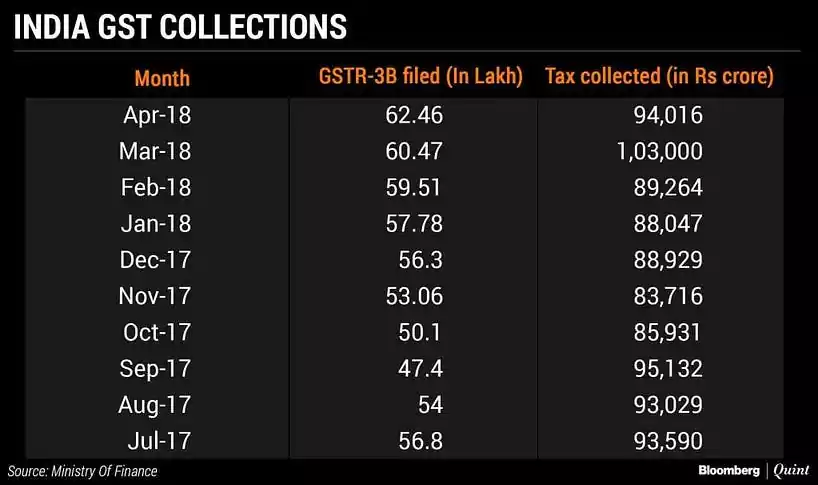 INDIA GST COLLECTIONS
Month GSTR-3B filed (In Lakh) Tax collected (in Rs crore)
Apr-18 62.46 94,016
Mar-18 60.47 1,03,000
Feb-18 59.51 89,264
Jan-18 57.78 88,047
Dec-17 56.3 88,929
Nov-17 53.06 83,716
Oct-17 50.1 85,931
Sep-17 47.4 95,132
Aug-17 54 93,029
Jul-17 56.8 93,590
Source: Ministry Of Finance Bloomberg | Quint